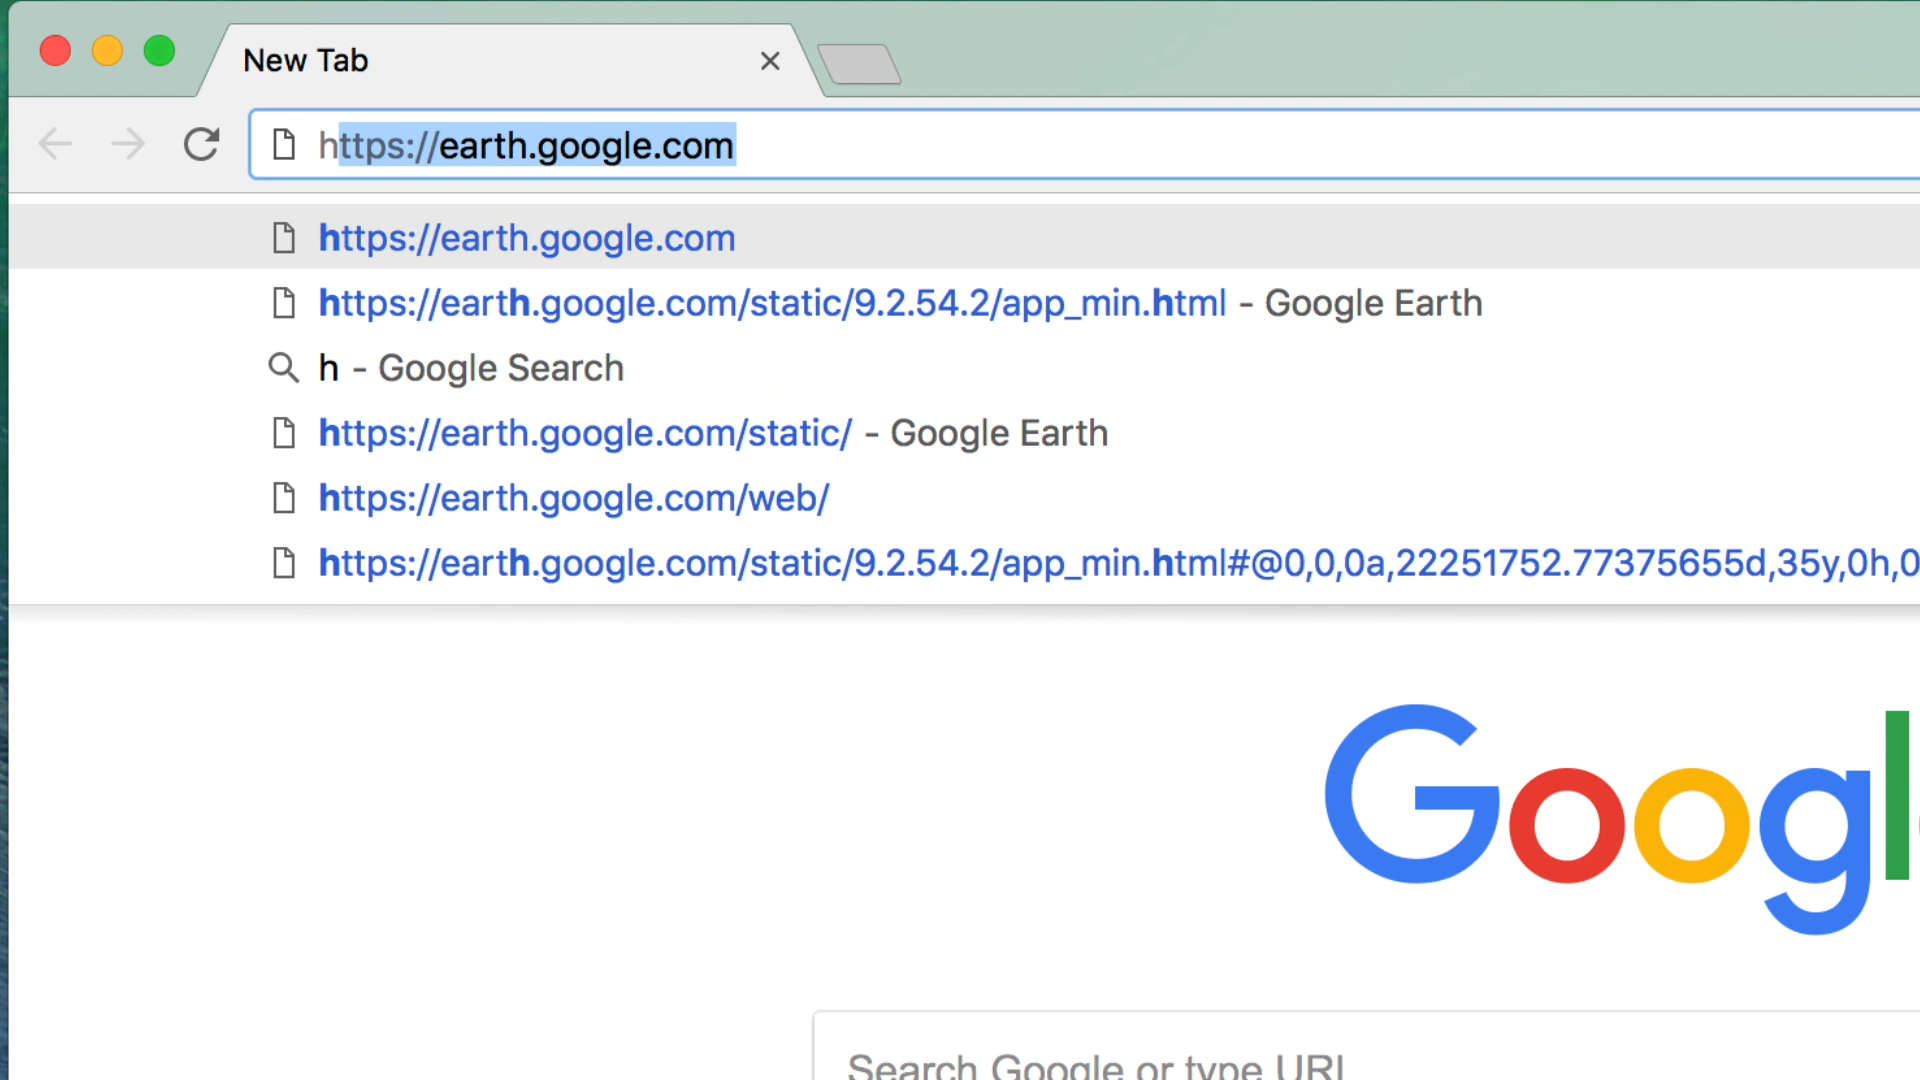 New Tab
https://earth.google.com
https://earth.google.com
https://earth.google.com/static/9.2.54.2/app_min.html - Google Earth
h - Google Search
https://earth.google.com/static/ - Google Earth
https://earth.google.com/web/
https://earth.google.com/static/9.2.54.2/app_min.html#@0,0,0a,22251752.77375655d,35y,0h,0
Googl
Search Google or type URL